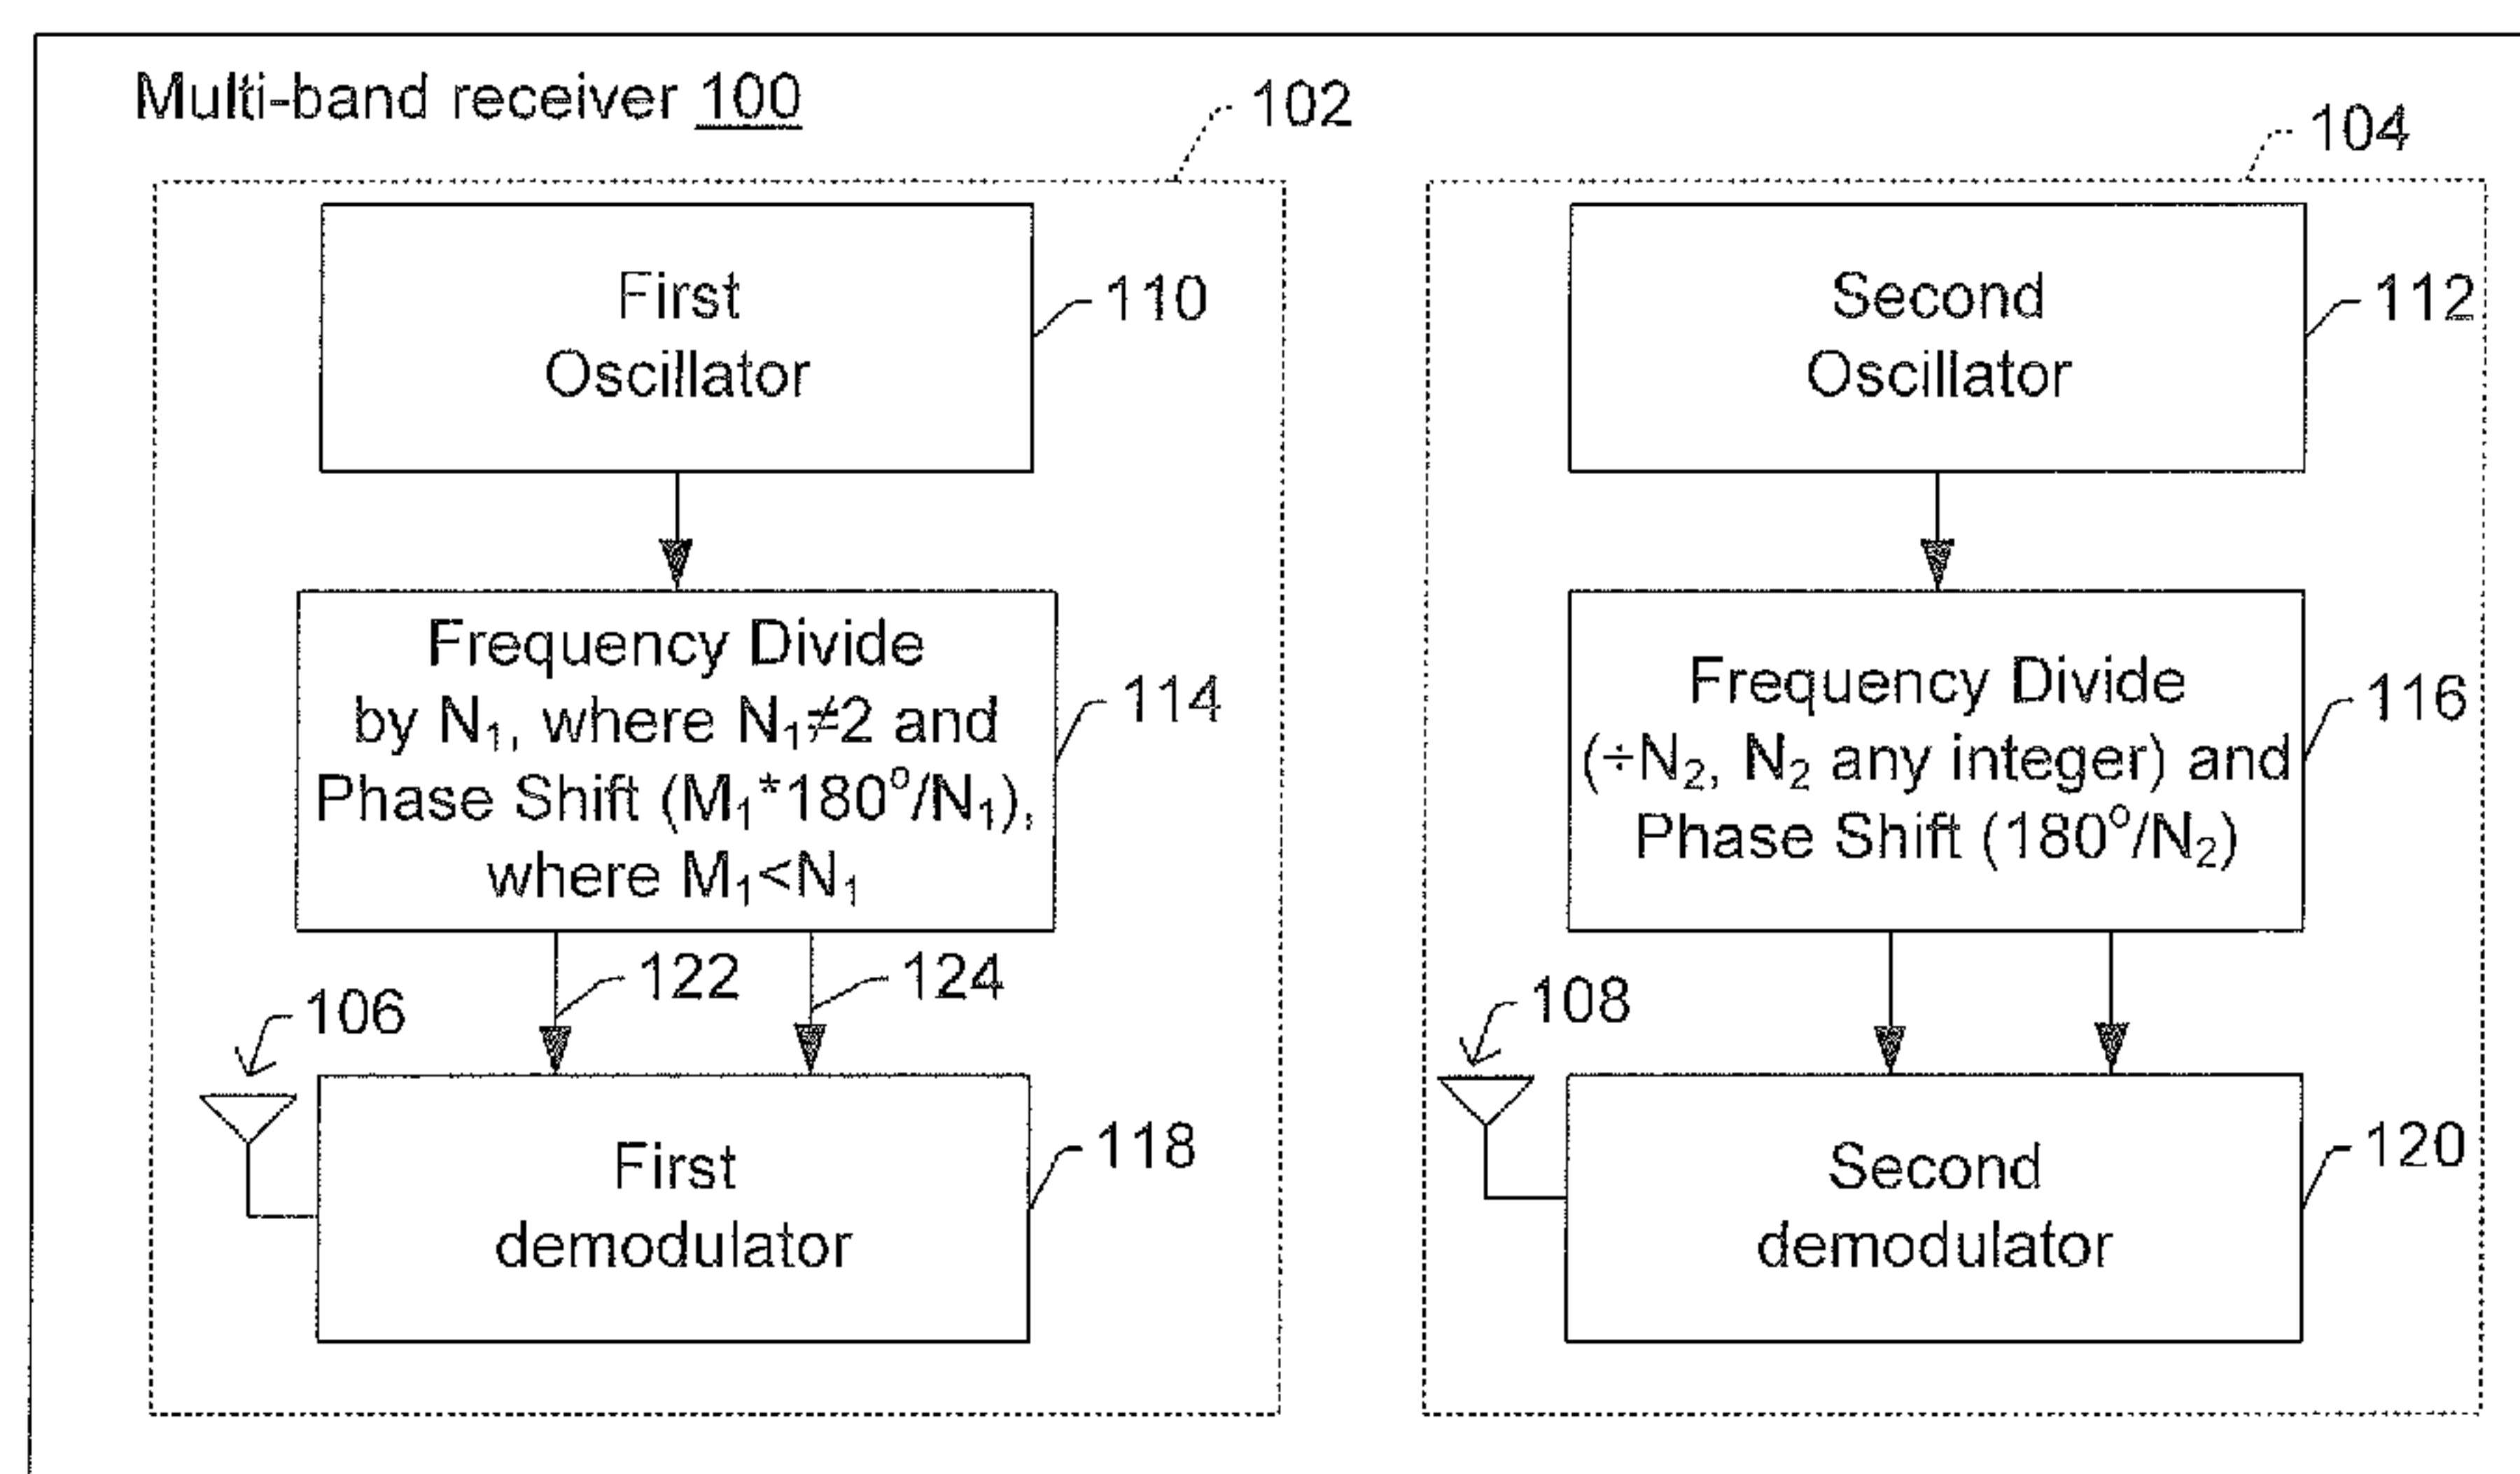 Multi-band receiver 100
102
104
First
Oscillator
110
Second
Oscillator
112
Frequency Divide
by N₁, where N₁≠2 and
Phase Shift (M₁*180°/N₁),
where M₁<N₁
114
Frequency Divide
(÷N₂, N₂ any integer) and
Phase Shift (180°/N₂)
116
122
124
106
108
First
demodulator
118
Second
demodulator
120